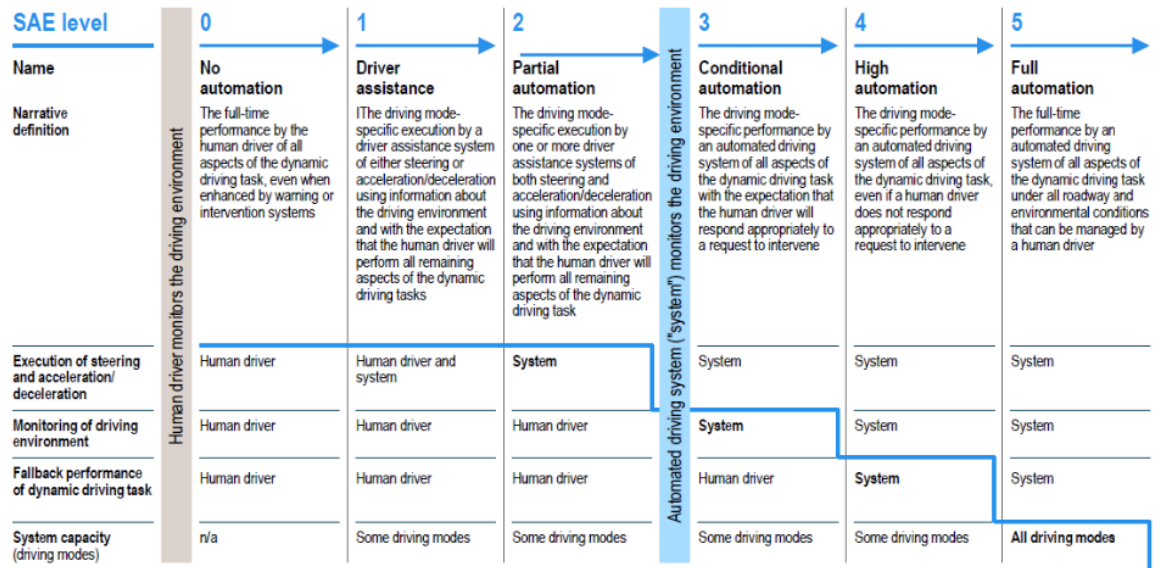 SAE level
0
1
2
3
4
5
Human driver monitors the driving environment
Automated driving system ("system") monitors the driving environment
Name
No
automation
Driver
assistance
Partial
automation
Conditional
automation
High
automation
Full
automation
Narrative
definition
The full-time
performance by the
human driver of all
aspects of the dynamic
driving task, even when
enhanced by warning or
intervention systems
IThe driving mode-
specific execution by a
driver assistance system
of either steering or
acceleration/deceleration
using information about
the driving environment
and with the expectation
that the human driver will
perform all remaining
aspects of the dynamic
driving tasks
The driving mode-
specific execution by
one or more driver
assistance systems of
both steering and
acceleration/deceleration
using information about
the driving environment
and with the expectation
that the human driver will
perform all remaining
aspects of the dynamic
driving task
The driving mode-
specific performance by
an automated driving
system of all aspects of
the dynamic driving task
with the expectation that
the human driver will
respond appropriately to
a request to intervene
The driving mode-
specific performance by
an automated driving
system of all aspects of
the dynamic driving task,
even if a human driver
does not respond
appropriately to a
request to intervene
The full-time
performance by an
automated driving
system of all aspects of
the dynamic driving task
under all roadway and
environmental conditions
that can be managed by
a human driver
Execution of steering
and acceleration/
deceleration
Human driver
Human driver and
system
System
System
System
System
Monitoring of driving
environment
Human driver
Human driver
Human driver
System
System
System
Fallback performance
of dynamic driving task
Human driver
Human driver
Human driver
Human driver
System
System
System capacity
(driving modes)
n/a
Some driving modes
Some driving modes
Some driving modes
Some driving modes
All driving modes